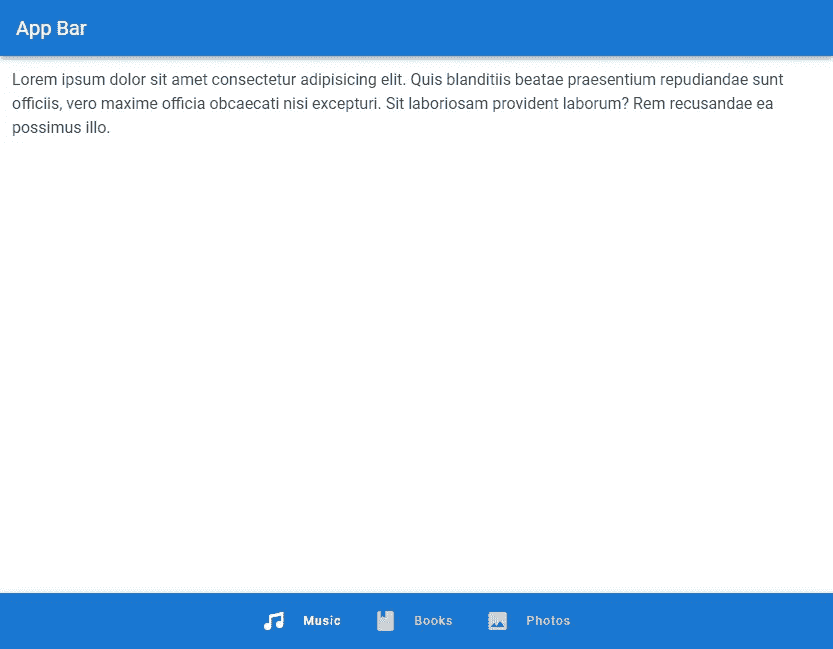 App Bar
Lorem ipsum dolor sit amet consectetur adipisicing elit. Quis blanditiis beatae praesentium repudiandae sunt
officiis, vero maxime officia obcaecati nisi excepturi. Sit laboriosam provident laborum? Rem recusandae ea
possimus illo.
Music Books Photos